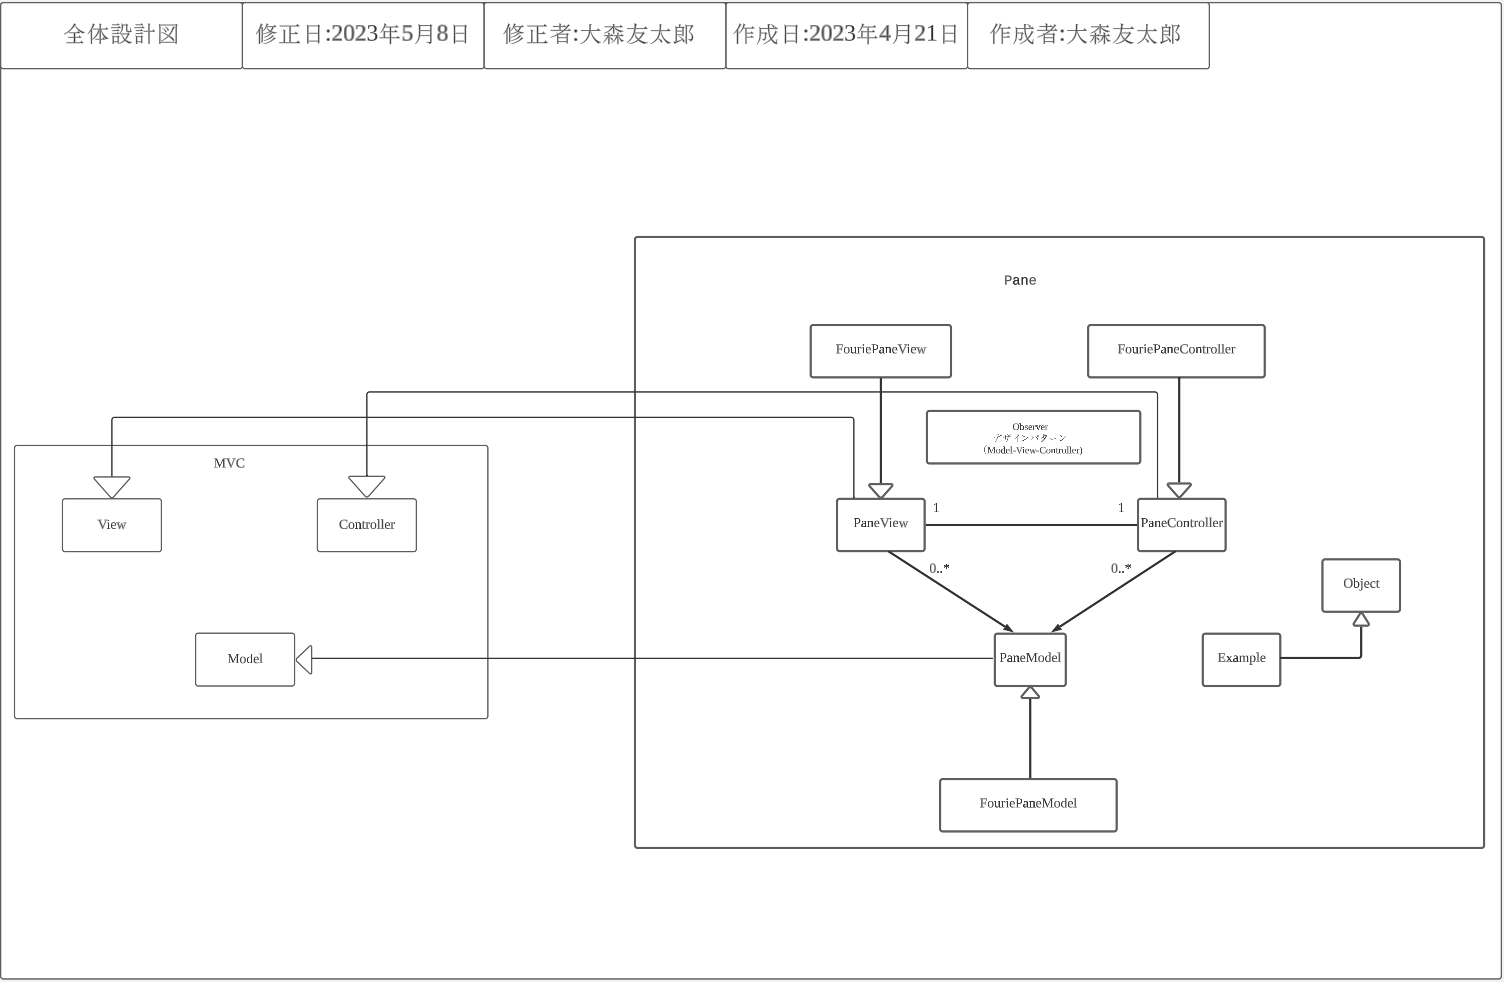 全体設計図
修正日:2023年5月8日
修正者:大森友太郎
作成日:2023年4月21日
作成者:大森友太郎
Pane
FouriePaneView
FouriePaneController
Observer
デザインパターン
(Model-View-Controller)
MVC
View
Controller
PaneView
1
1
PaneController
0..*
0..*
Object
Model
PaneModel
Example
FouriePaneModel